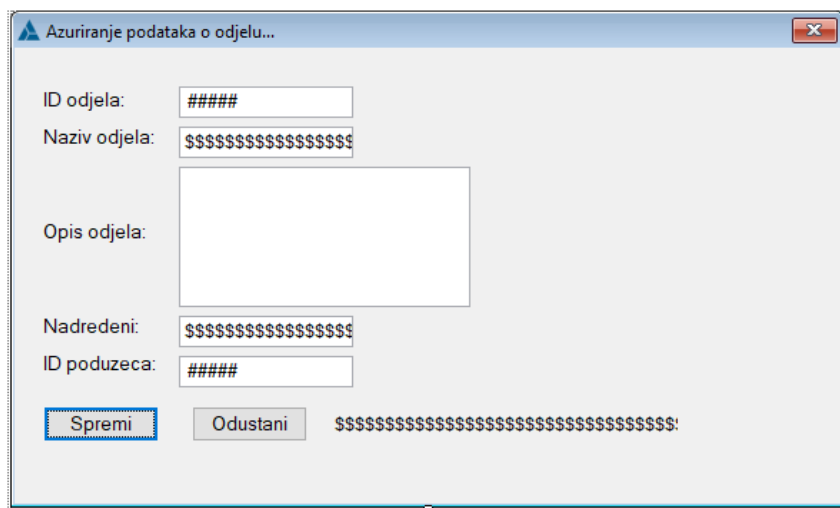 Azuriranje podataka o odjelu...
ID odjela: #####
Naziv odjela: $$$$$$$$$$$$$$$$$
Opis odjela:
Nadredeni: $$$$$$$$$$$$$$$$$
ID poduzeca: #####
Spremi Odustani $$$$$$$$$$$$$$$$$$$$$$$$$$$$$$$$$$